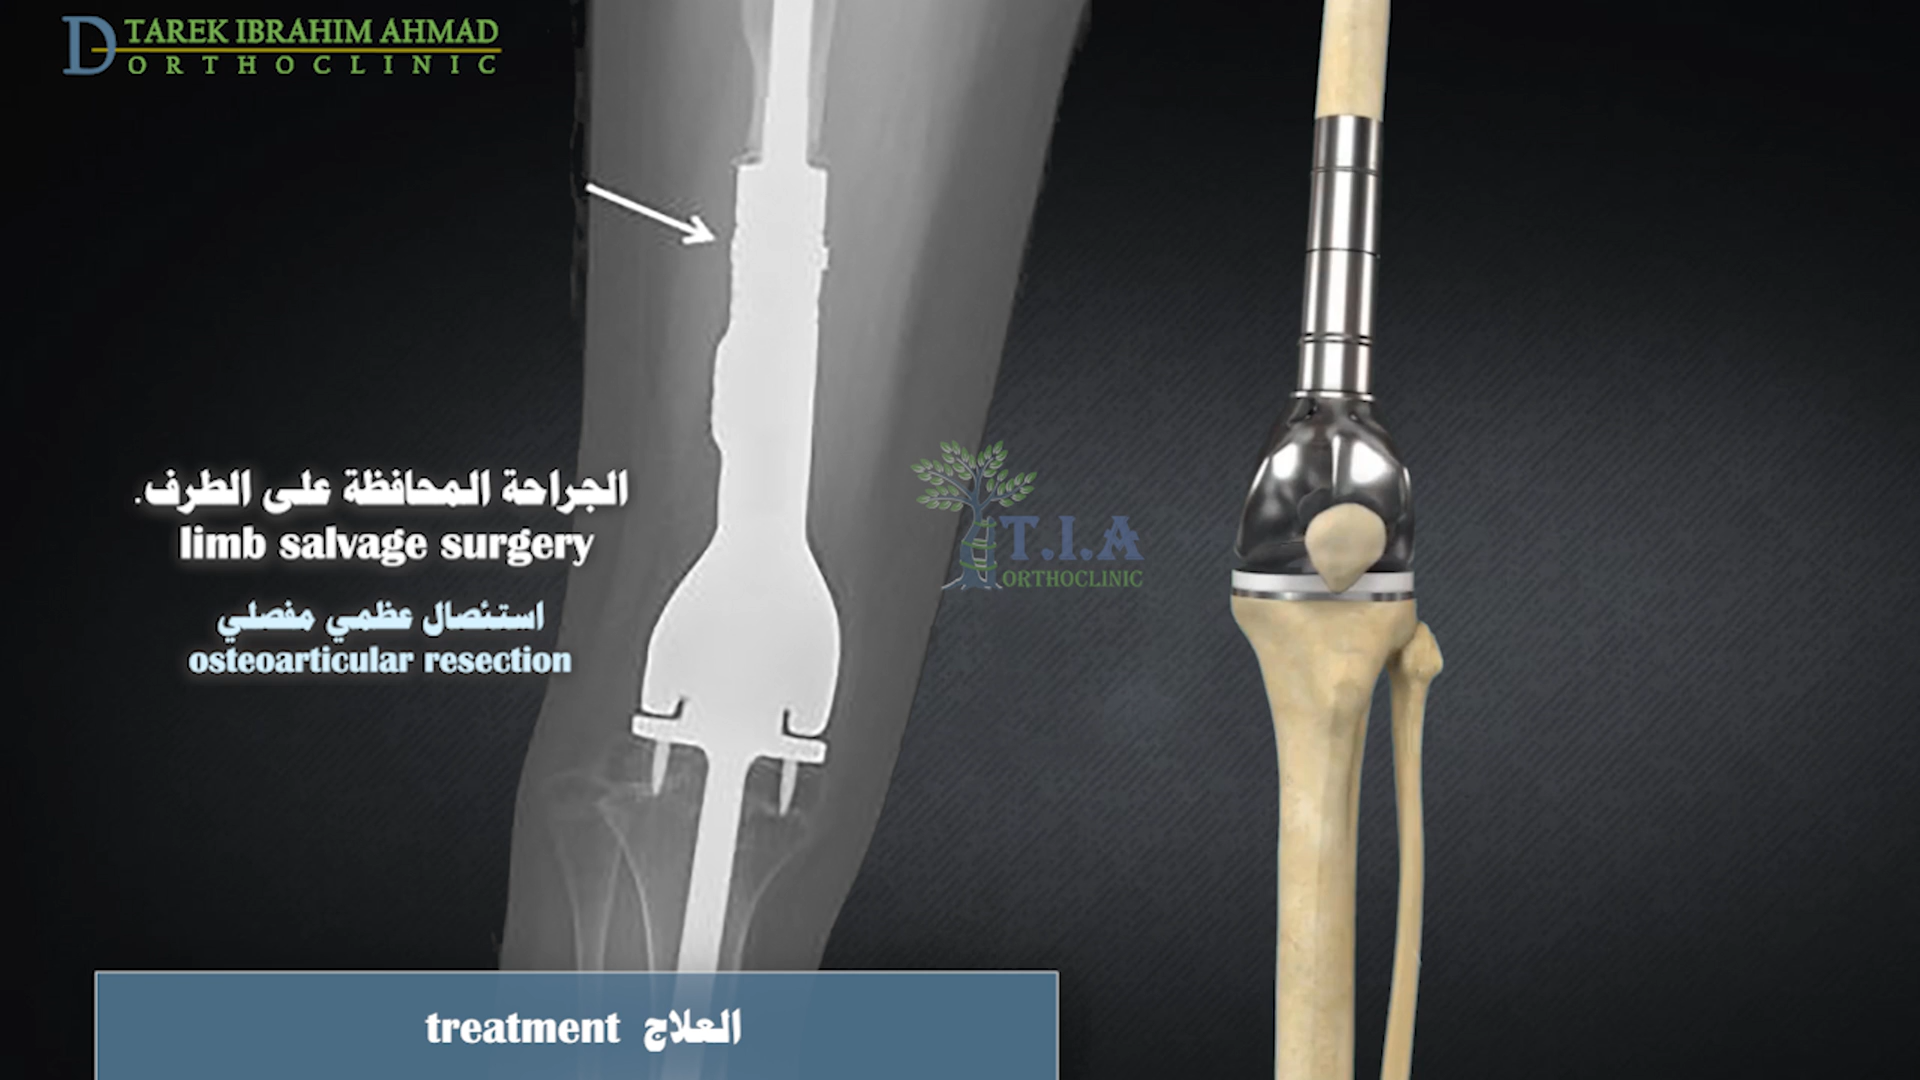 D TAREK IBRAHIM AHMAD
ORTHOCLINIC
الجراحة المحافظة على الطرف.
limb salvage surgery
استئصال عظمي مفصلي
osteoarticular resection
T.I.A
ORTHOCLINIC
treatment العلاج